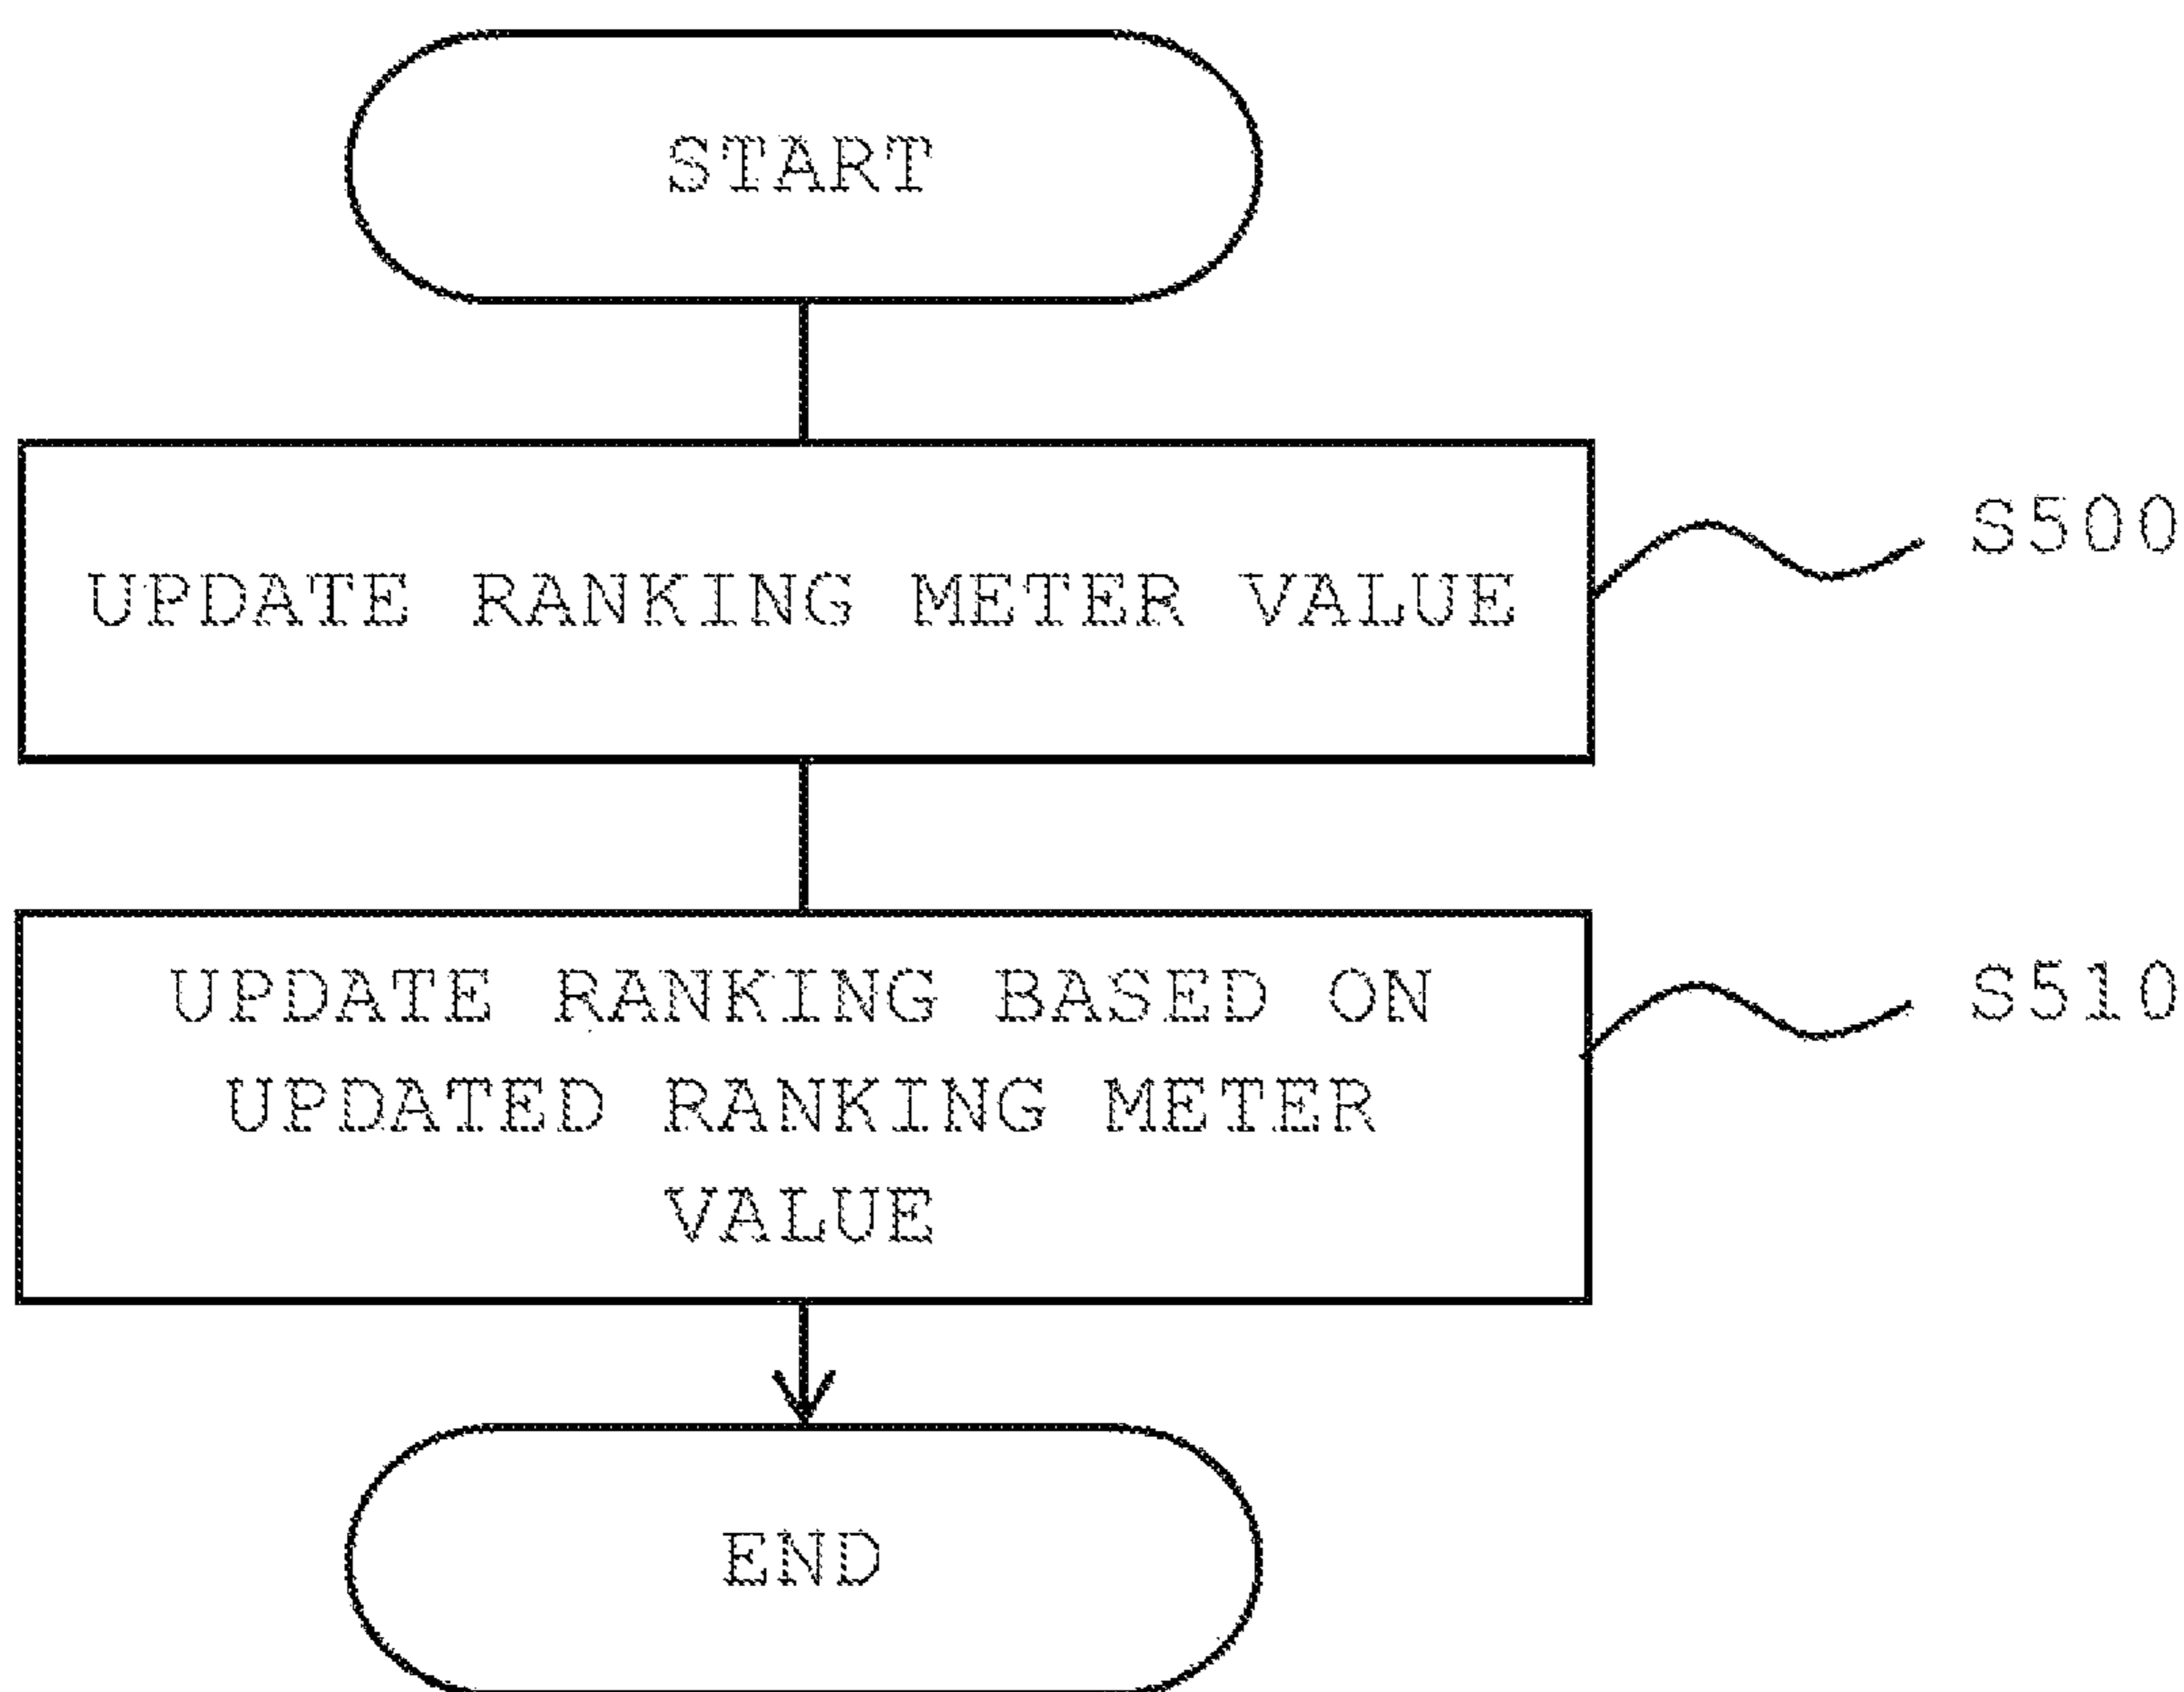 START
UPDATE RANKING METER VALUE
S500
UPDATE RANKING BASED ON
UPDATED RANKING METER
VALUE
S510
END